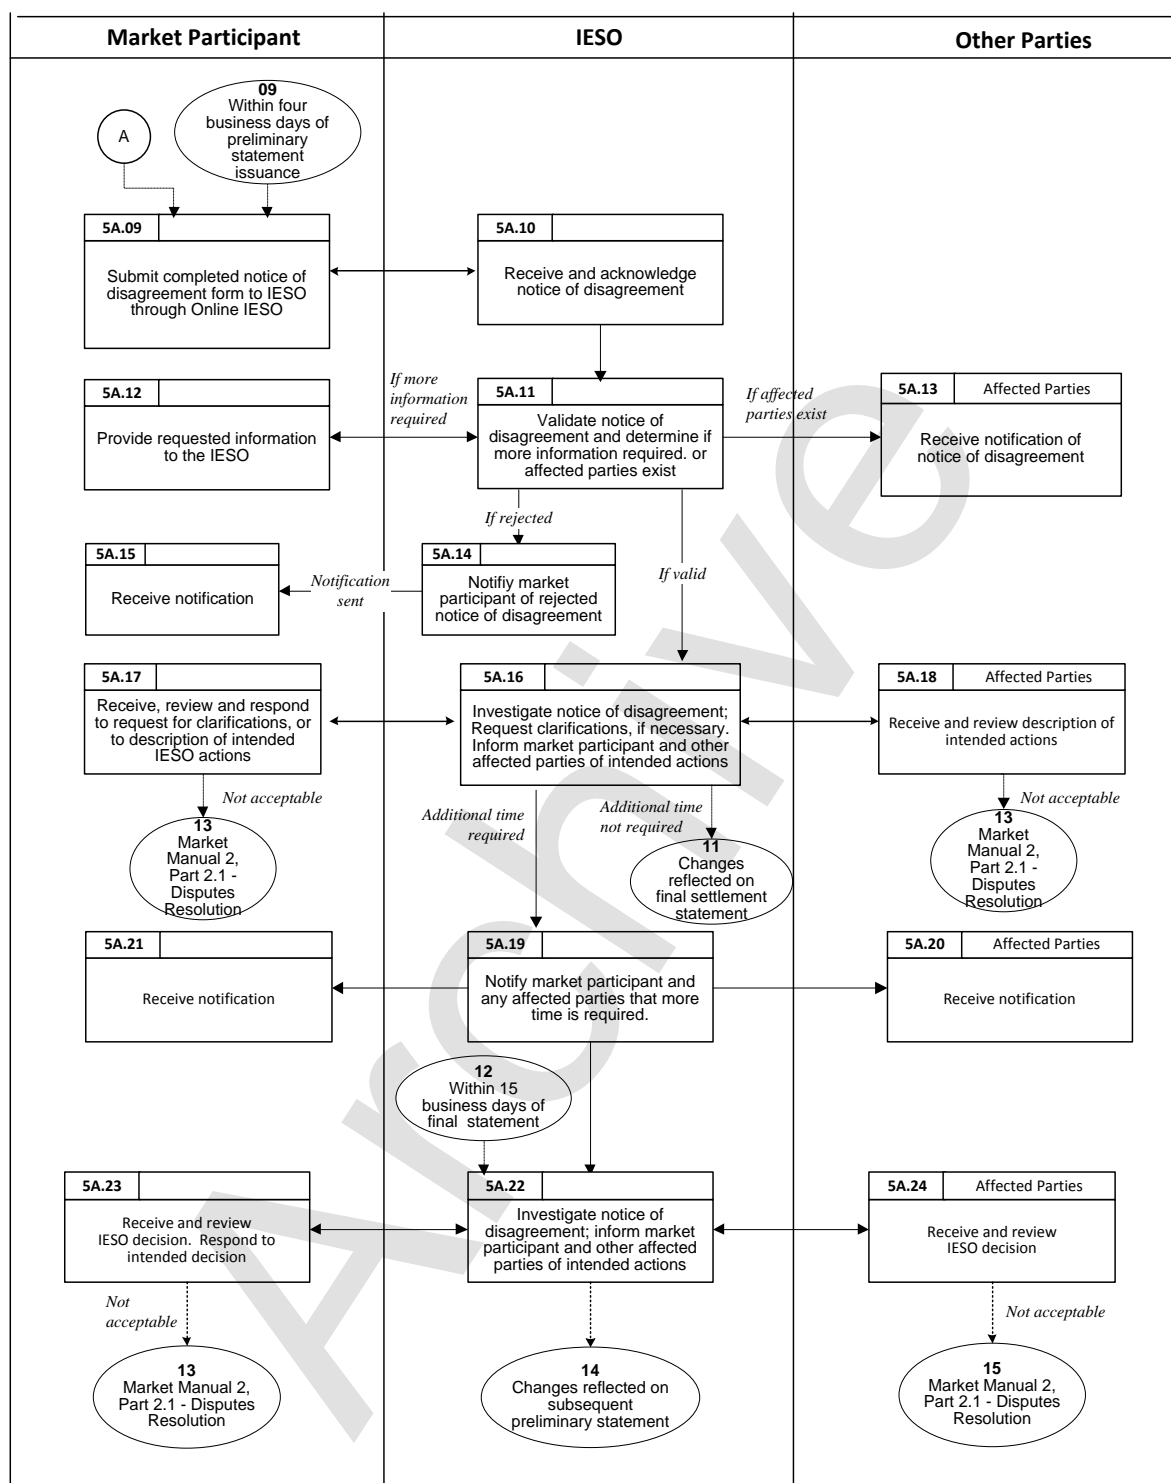 Market Participant
IESO
Other Parties
A
09
Within four
business days of
preliminary
statement
issuance
5A.09
Submit completed notice of
disagreement form to IESO
through Online IESO
5A.10
Receive and acknowledge
notice of disagreement
5A.12
Provide requested information
to the IESO
If more
information
required
5A.11
Validate notice of
disagreement and determine if
more information required. or
affected parties exist
If affected
parties exist
5A.13
Affected Parties
Receive notification of
notice of disagreement
If rejected
If valid
5A.15
Receive notification
Notification
sent
5A.14
Notifiy market
participant of rejected
notice of disagreement
5A.17
Receive, review and respond
to request for clarifications, or
to description of intended
IESO actions
5A.16
Investigate notice of disagreement;
Request clarifications, if necessary.
Inform market participant and other
affected parties of intended actions
5A.18
Affected Parties
Receive and review description of
intended actions
Not acceptable
13
Market
Manual 2,
Part 2.1 -
Disputes
Resolution
Additional time
required
Additional time
not required
11
Changes
reflected on
final settlement
statement
Not acceptable
13
Market
Manual 2,
Part 2.1 -
Disputes
Resolution
5A.21
Receive notification
5A.19
Notify market participant and
any affected parties that more
time is required.
5A.20
Affected Parties
Receive notification
12
Within 15
business days of
final statement
5A.23
Receive and review
IESO decision. Respond to
intended decision
5A.22
Investigate notice of
disagreement; inform market
participant and other affected
parties of intended actions
5A.24
Affected Parties
Receive and review
IESO decision
Not
acceptable
13
Market Manual 2,
Part 2.1 - Disputes
Resolution
14
Changes reflected on
subsequent
preliminary statement
Not acceptable
15
Market Manual 2,
Part 2.1 - Disputes
Resolution
Archive